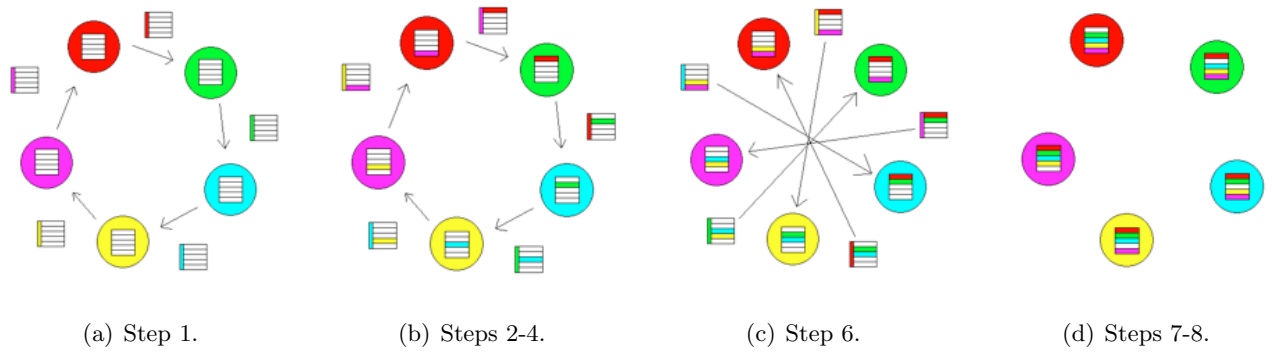 (a) Step 1.
(b) Steps 2-4.
(c) Step 6.
(d) Steps 7-8.